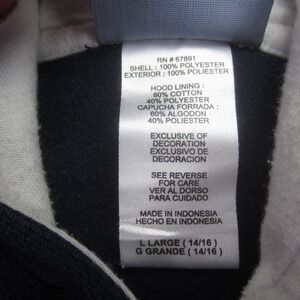 RN # 67891
SHELL : 100% POLYESTER
EXTERIOR : 100% POLIESTER
HOOD LINING :
60% COTTON
40% POLYESTER
CAPUCHA FORRADA :
60% ALGODON
40% POLIESTER
EXCLUSIVE OF
DECORATION
EXCLUSIVO DE
DECORACION
SEE REVERSE
FOR CARE
VER AL DORSO
PARA CUIDADO
MADE IN INDONESIA
HECHO EN INDONESIA
L LARGE ( 14/16 )
G GRANDE ( 14/16 )